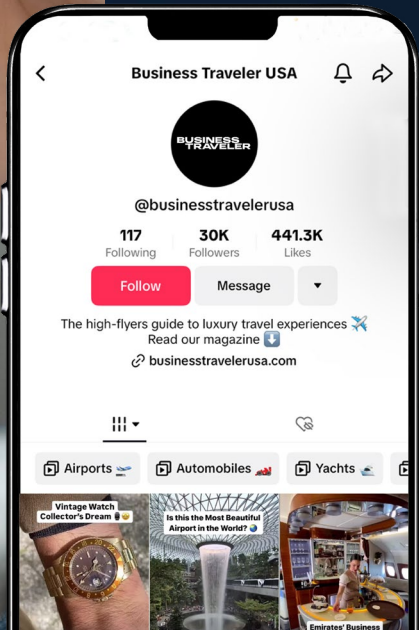 Business Traveler USA
BUSINESS
TRAVELER
@businesstravelerusa
117
Following
30K
Followers
441.3K
Likes
Follow
Message
The high-flyers guide to luxury travel experiences ✈️
Read our magazine ⬇️
businesstravelerusa.com
Airports 🛫
Automobiles 🏎️
Yachts 🛥️
Vintage Watch
Collector's Dream
Is this the Most Beautiful
Airport in the World?
Emirates' Business